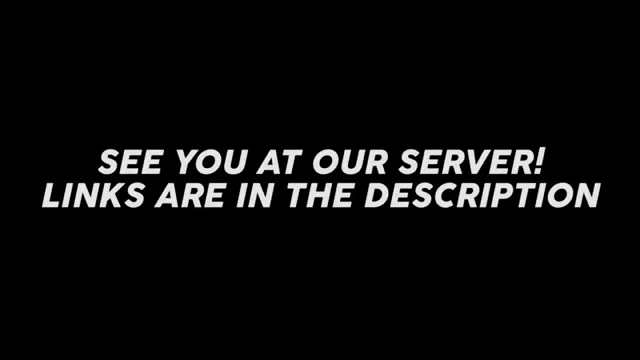 SEE YOU AT OUR SERVER!
LINKS ARE IN THE DESCRIPTION